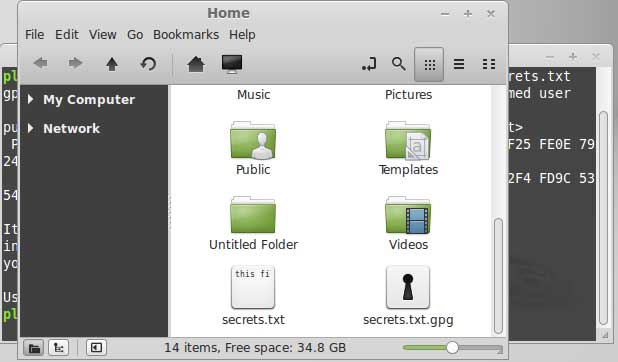 Home
File Edit View Go Bookmarks Help
My Computer
Network
Music
Pictures
Public
Templates
Untitled Folder
Videos
this fi
secrets.txt
secrets.txt.gpg
14 items, Free space: 34.8 GB
pl
gp
pu
P
24
54
It
in
yo
Us
pl
rets.txt
med user
t>
F25 FE0E 79
2F4 FD9C 53